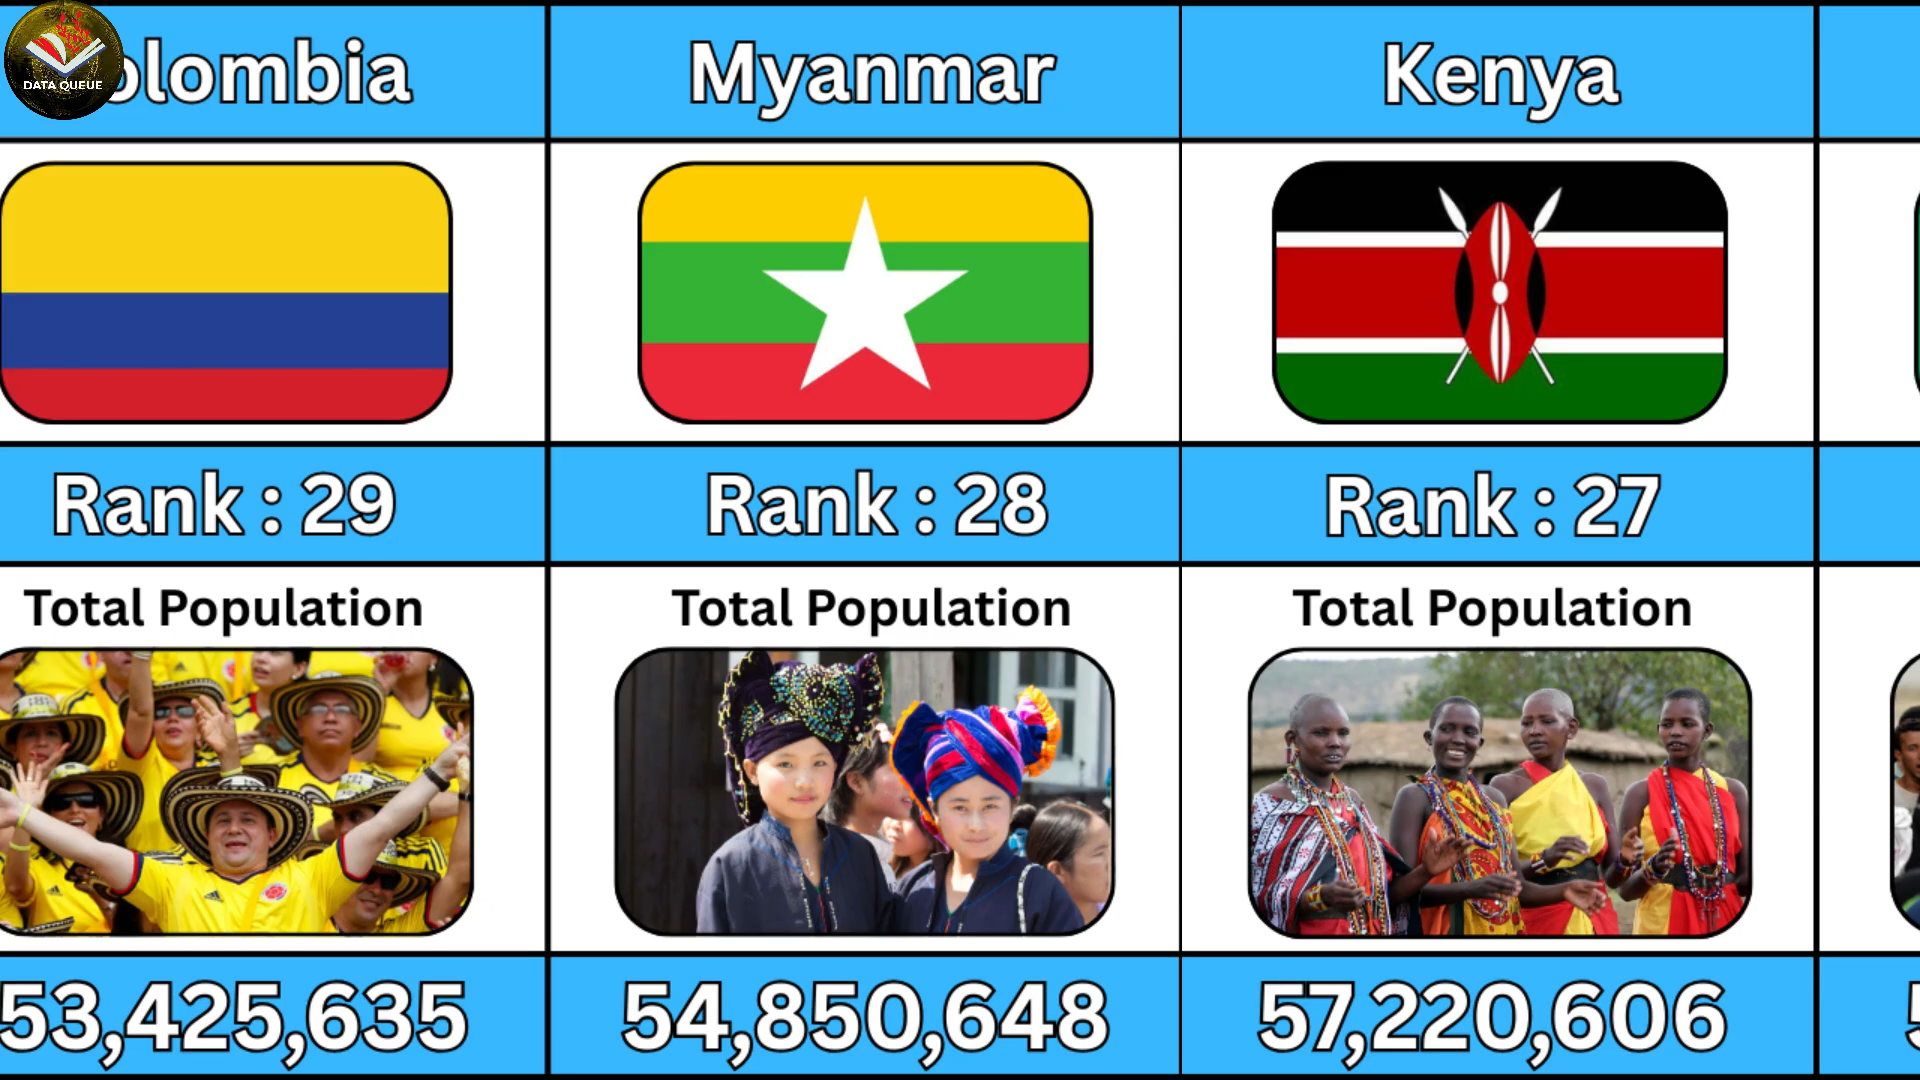 DATA QUEUE
olombia
Myanmar
Kenya
Rank : 29
Rank : 28
Rank : 27
Total Population
Total Population
Total Population
53,425,635
54,850,648
57,220,606